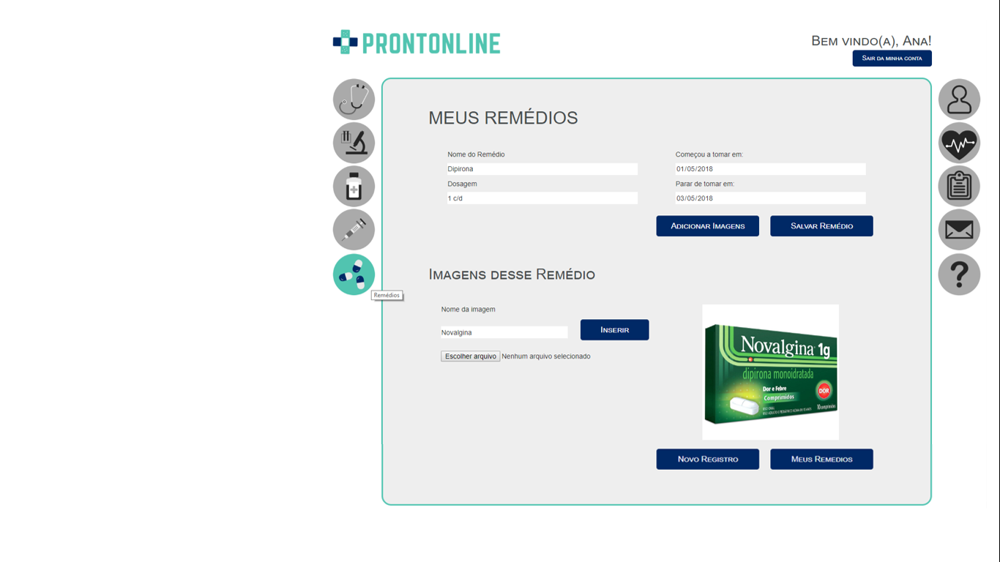 PRONTONLINE
Bem vindo(a), Ana!
Sair da minha conta
MEUS REMÉDIOS
Nome do Remédio
Começou a tomar em:
Dipirona
01/05/2018
Dosagem
Parar de tomar em:
1 c/d
03/05/2018
Adicionar Imagens
Salvar Remédio
Imagens desse Remédio
Remédios
Nome da imagem
Inserir
Novalgina
Escolher arquivo Nenhum arquivo selecionado
Novalgina 1g
dipirona monoidratada
Dor e Febre
DOR
Comprimidos
10 comprimidos
Novo Registro
Meus Remedios